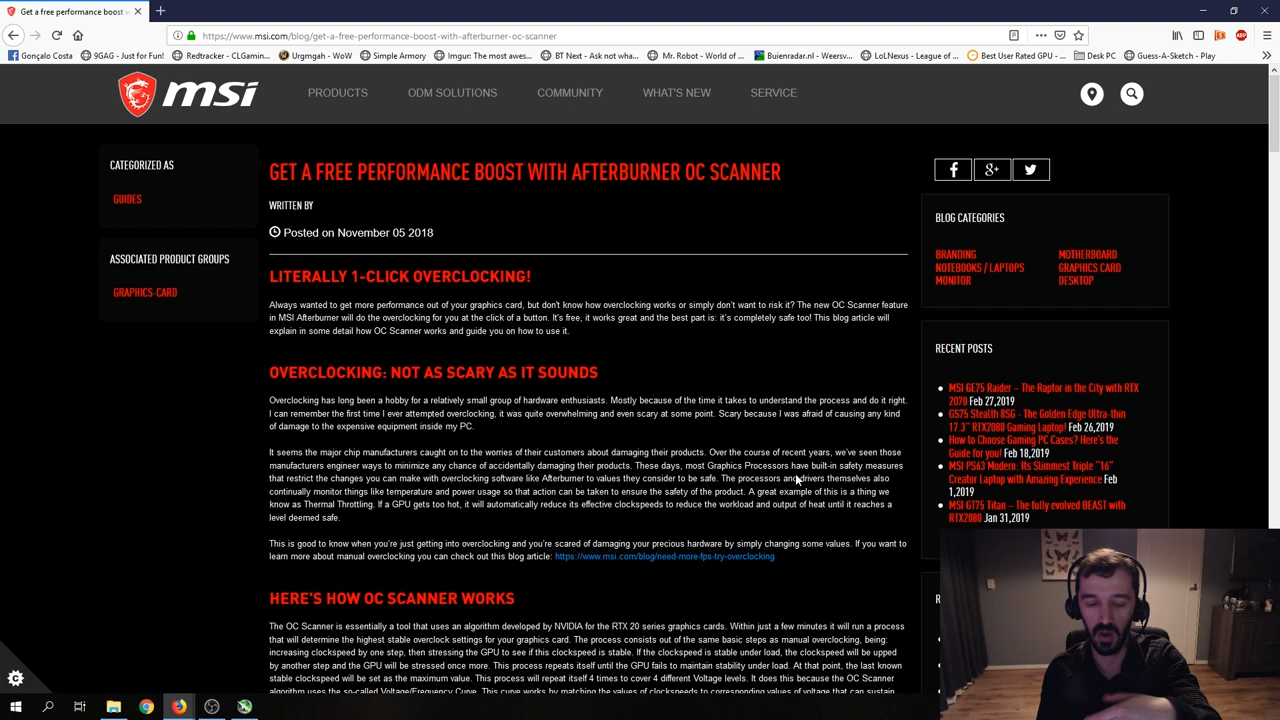 Get a free performance boost w
https://www.msi.com/blog/get-a-free-performance-boost-with-afterburner-oc-scanner
Gonçalo Costa
9GAG - Just for Fun!
Redtracker - CLGamin...
Urgmgah - WoW
Simple Armory
Imgur: The most awe...
BT Next - Ask not wha...
Mr. Robot - World of ...
Buienradar.nl - Weersv...
LoLNexus - League of ...
Best User Rated GPU - ...
Desk PC
Guess-A-Sketch - Play
msi
PRODUCTS
ODM SOLUTIONS
COMMUNITY
WHAT'S NEW
SERVICE
CATEGORIZED AS
GUIDES
ASSOCIATED PRODUCT GROUPS
GRAPHICS-CARD
GET A FREE PERFORMANCE BOOST WITH AFTERBURNER OC SCANNER
WRITTEN BY
Posted on November 05 2018
LITERALLY 1-CLICK OVERCLOCKING!
Always wanted to get more performance out of your graphics card, but don't know how overclocking works or simply don't want to risk it? The new OC Scanner feature
in MSI Afterburner will do the overclocking for you at the click of a button. It's free, it works great and the best part is: it's completely safe too! This blog article will
explain in some detail how OC Scanner works and guide you on how to use it.
OVERCLOCKING: NOT AS SCARY AS IT SOUNDS
Overclocking has long been a hobby for a relatively small group of hardware enthusiasts. Mostly because of the time it takes to understand the process and do it right.
I can remember the first time I ever attempted overclocking, it was quite overwhelming and even scary at some point. Scary because I was afraid of causing any kind
of damage to the expensive equipment inside my PC.
It seems the major chip manufacturers caught on to the worries of their customers about damaging their products. Over the course of recent years, we've seen those
manufacturers engineer ways to minimize any chance of accidentally damaging their products. These days, most Graphics Processors have built-in safety measures
that restrict the changes you can make with overclocking software like Afterburner to values they consider to be safe. The processors and drivers themselves also
continually monitor things like temperature and power usage so that action can be taken to ensure the safety of the product. A great example of this is a thing we
know as Thermal Throttling. If a GPU gets too hot, it will automatically reduce its effective clockspeeds to reduce the workload and output of heat until it reaches a
level deemed safe.
This is good to know when you're just getting into overclocking and you're scared of damaging your precious hardware by simply changing some values. If you want to
learn more about manual overclocking you can check out this blog article: https://www.msi.com/blog/need-more-fps-try-overclocking
HERE'S HOW OC SCANNER WORKS
The OC Scanner is essentially a tool that uses an algorithm developed by NVIDIA for the RTX 20 series graphics cards. Within just a few minutes it will run a process
that will determine the highest stable overclock settings for your graphics card. The process consists out of the same basic steps as manual overclocking, being:
increasing clockspeed by one step, then stressing the GPU to see if this clockspeed is stable. If the clockspeed is stable under load, the clockspeed will be upped
by another step and the GPU will be stressed once more. This process repeats itself until the GPU fails to maintain stability under load. At that point, the last known
stable clockspeed will be set as the maximum value. This process will repeat itself 4 times to cover 4 different Voltage levels. It does this because the OC Scanner
algorithm uses the so-called Voltage/Frequency Curve. This curve works by matching the values of clockspeeds to corresponding values of voltage that can sustain
BLOG CATEGORIES
BRANDING
MOTHERBOARD
NOTEBOOKS / LAPTOPS
GRAPHICS CARD
MONITOR
DESKTOP
RECENT POSTS
MSI GE75 Raider – The Raptor in the City with RTX
2070 Feb 27,2019
GS75 Stealth 8SG - The Golden Edge Ultra-thin
17.3" RTX2080 Gaming Laptop! Feb 26,2019
How to Choose Gaming PC Cases? Here's the
Guide for you! Feb 18,2019
MSI PS63 Modern: Its Slimmest Triple "16"
Creator Laptop with Amazing Experience Feb
1,2019
MSI GT75 Titan – The fully evolved BEAST with
RTX2080 Jan 31,2019